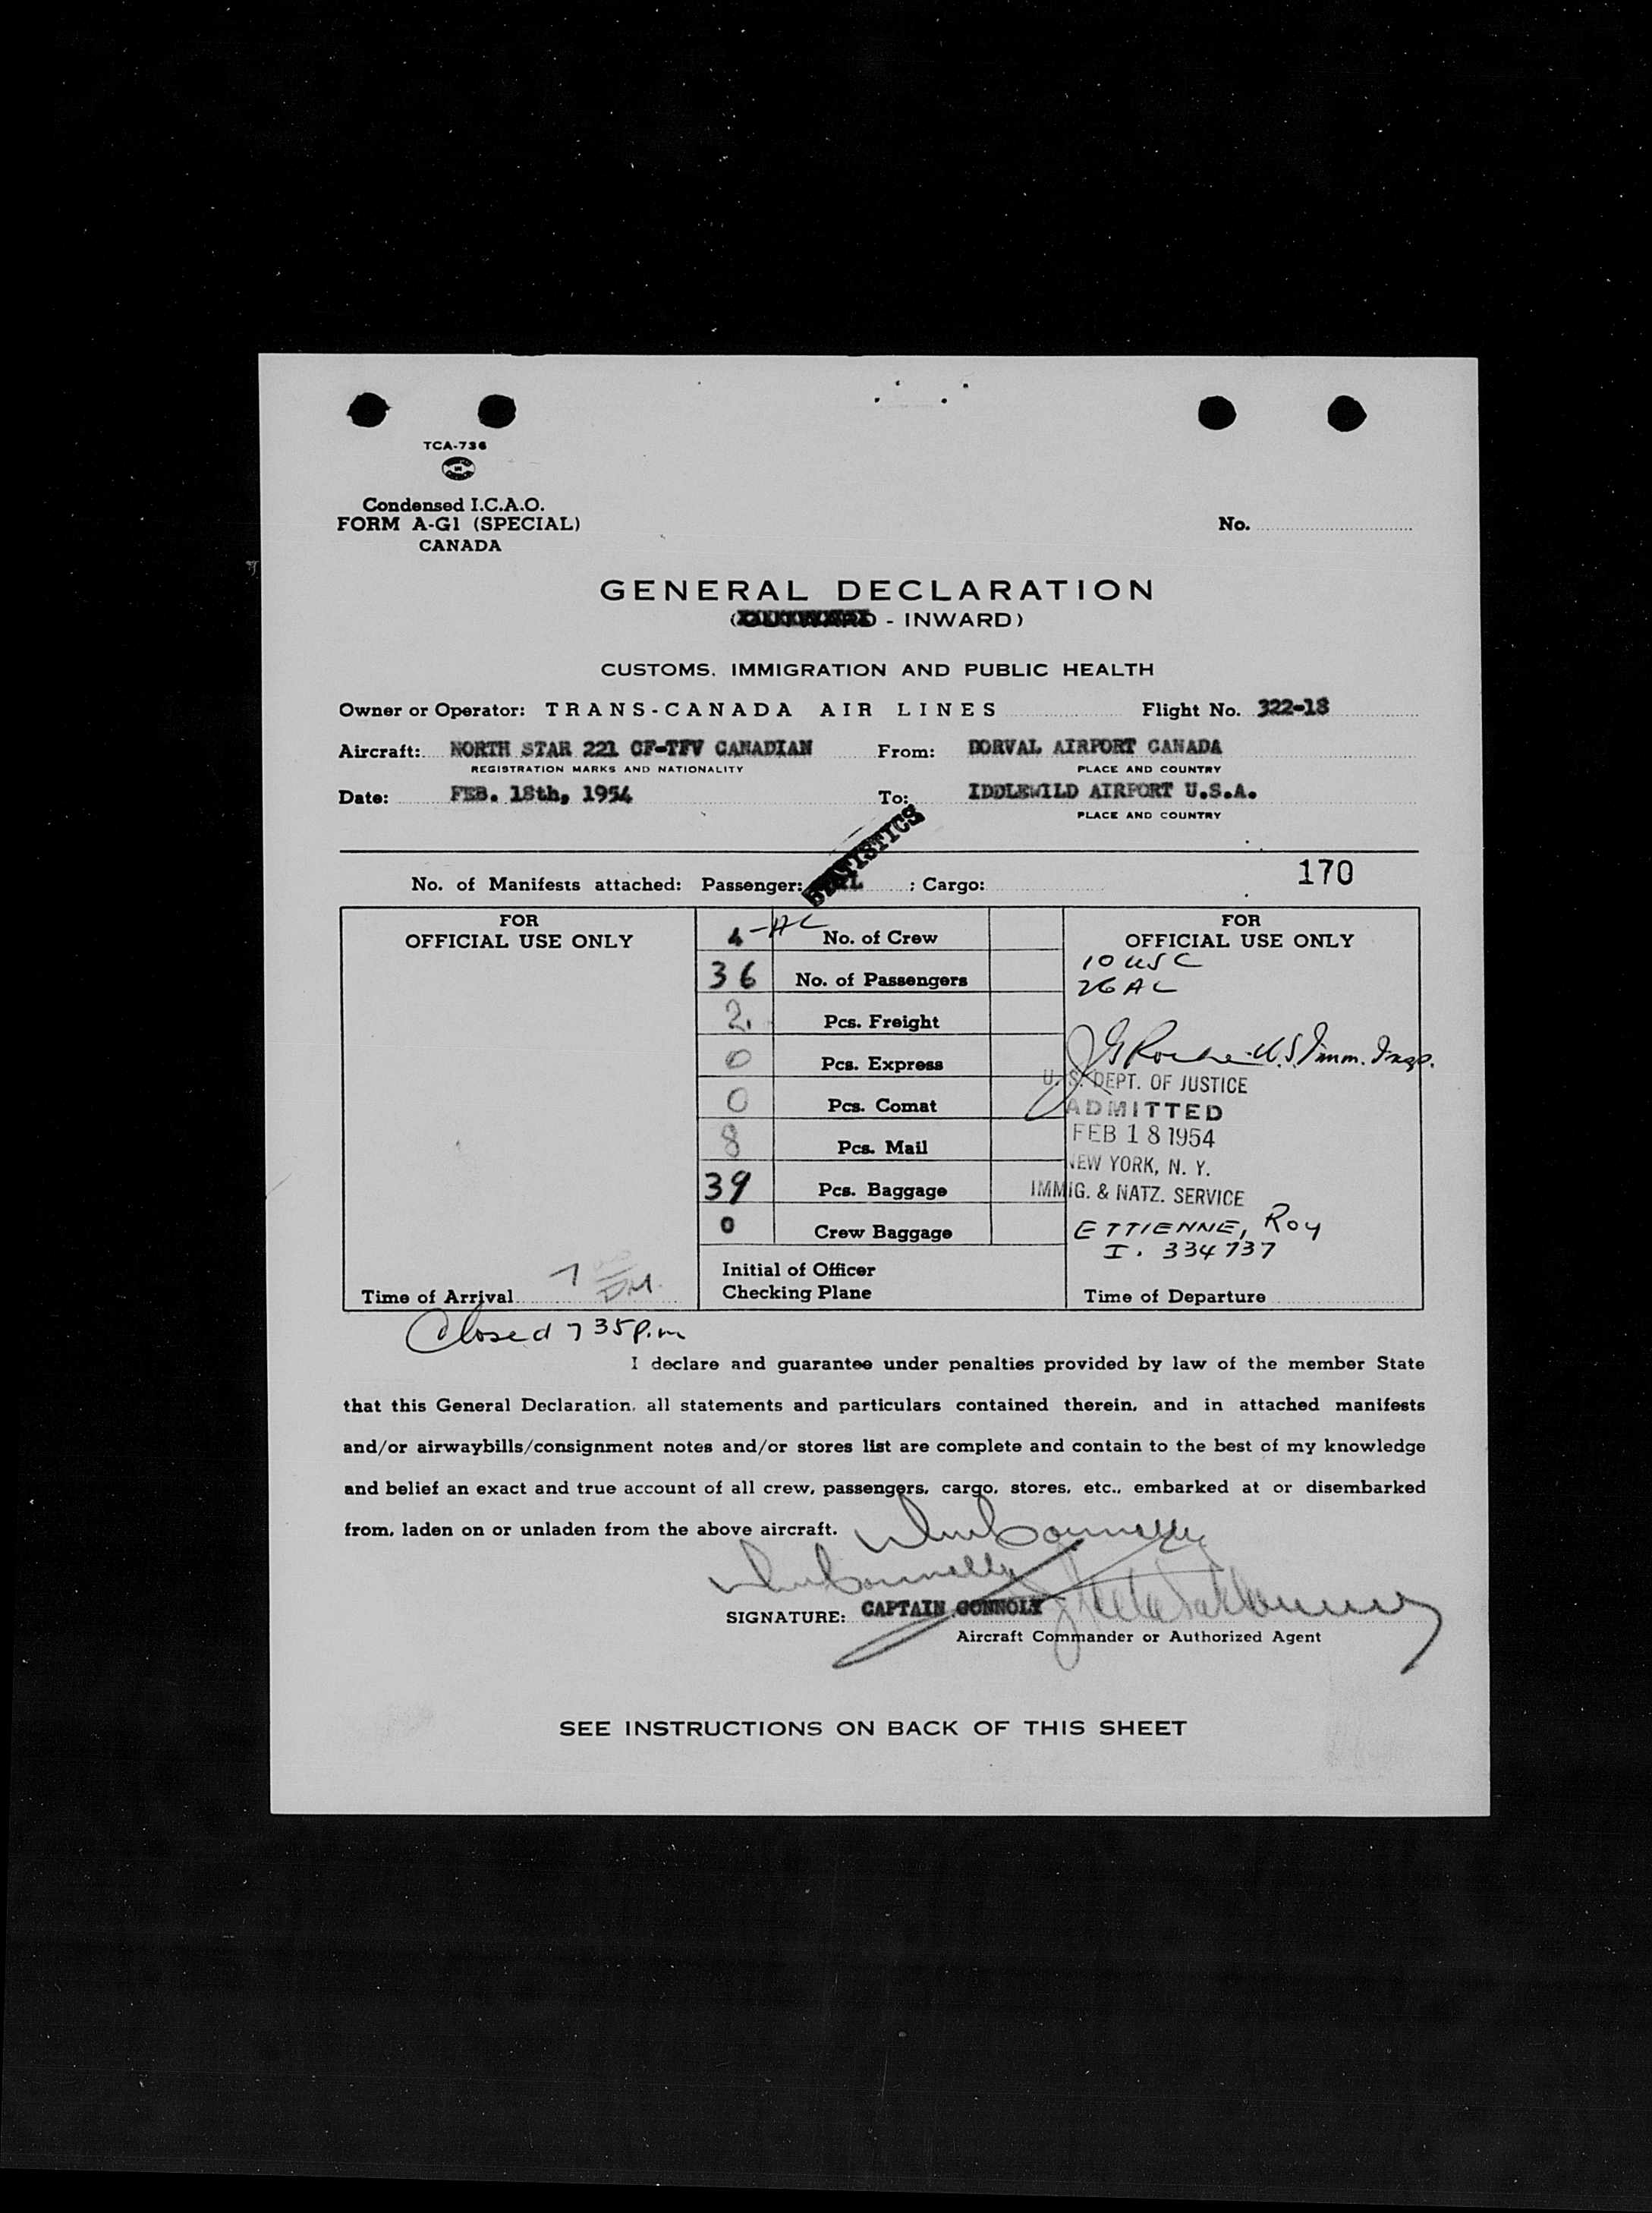 TCA-736
Condensed I.C.A.O.
FORM A-G1 (SPECIAL)
CANADA
No.
GENERAL DECLARATION
(OUTWARD - INWARD)
CUSTOMS, IMMIGRATION AND PUBLIC HEALTH
Owner or Operator: TRANS-CANADA AIR LINES Flight No. 322-18
Aircraft: NORTH STAR 221 CF-TFV CANADIAN From: DORVAL AIRPORT CANADA
REGISTRATION MARKS AND NATIONALITY PLACE AND COUNTRY
Date: FEB. 18th, 1954 To: IDDLEWILD AIRPORT U.S.A.
PLACE AND COUNTRY
STATISTICS
170
No. of Manifests attached: Passenger: ; Cargo:
FOR
OFFICIAL USE ONLY
4 -AL No. of Crew
36 No. of Passengers
2 Pcs. Freight
0 Pcs. Express
0 Pcs. Comat
8 Pcs. Mail
39 Pcs. Baggage
0 Crew Baggage
Initial of Officer
Checking Plane
FOR
OFFICIAL USE ONLY
10 USC
26 AL
U.S. Imm. Insp.
U. S. DEPT. OF JUSTICE
ADMITTED
FEB 18 1954
NEW YORK, N. Y.
IMMIG. & NATZ. SERVICE
ETTIENNE, Roy
I. 334737
Time of Arrival 7 PM
Time of Departure
Closed 7 35 p.m
I declare and guarantee under penalties provided by law of the member State
that this General Declaration, all statements and particulars contained therein, and in attached manifests
and/or airwaybills/consignment notes and/or stores list are complete and contain to the best of my knowledge
and belief an exact and true account of all crew, passengers, cargo, stores, etc., embarked at or disembarked
from, laden on or unladen from the above aircraft.
SIGNATURE: CAPTAIN CONNOLY
Aircraft Commander or Authorized Agent
SEE INSTRUCTIONS ON BACK OF THIS SHEET